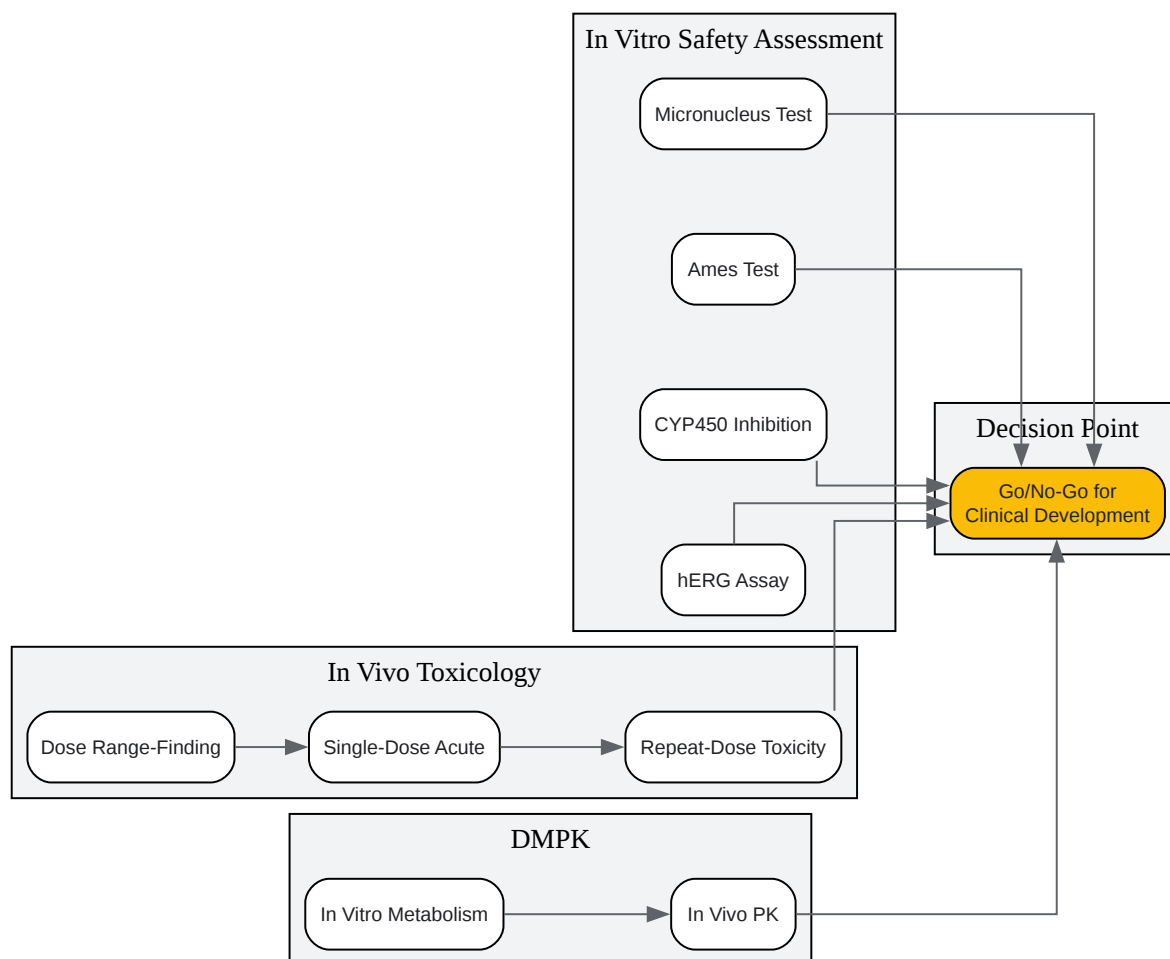 In Vitro Safety Assessment
Micronucleus Test
Ames Test
CYP450 Inhibition
hERG Assay
Decision Point
Go/No-Go for
Clinical Development
In Vivo Toxicology
Dose Range-Finding
Single-Dose Acute
Repeat-Dose Toxicity
DMPK
In Vitro Metabolism
In Vivo PK